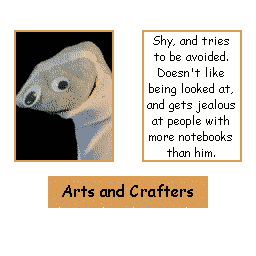 Shy, and tries
to be avoided.
Doesn't like
being looked at,
and gets jealous
at people with
more notebooks
than him.
Arts and Crafters